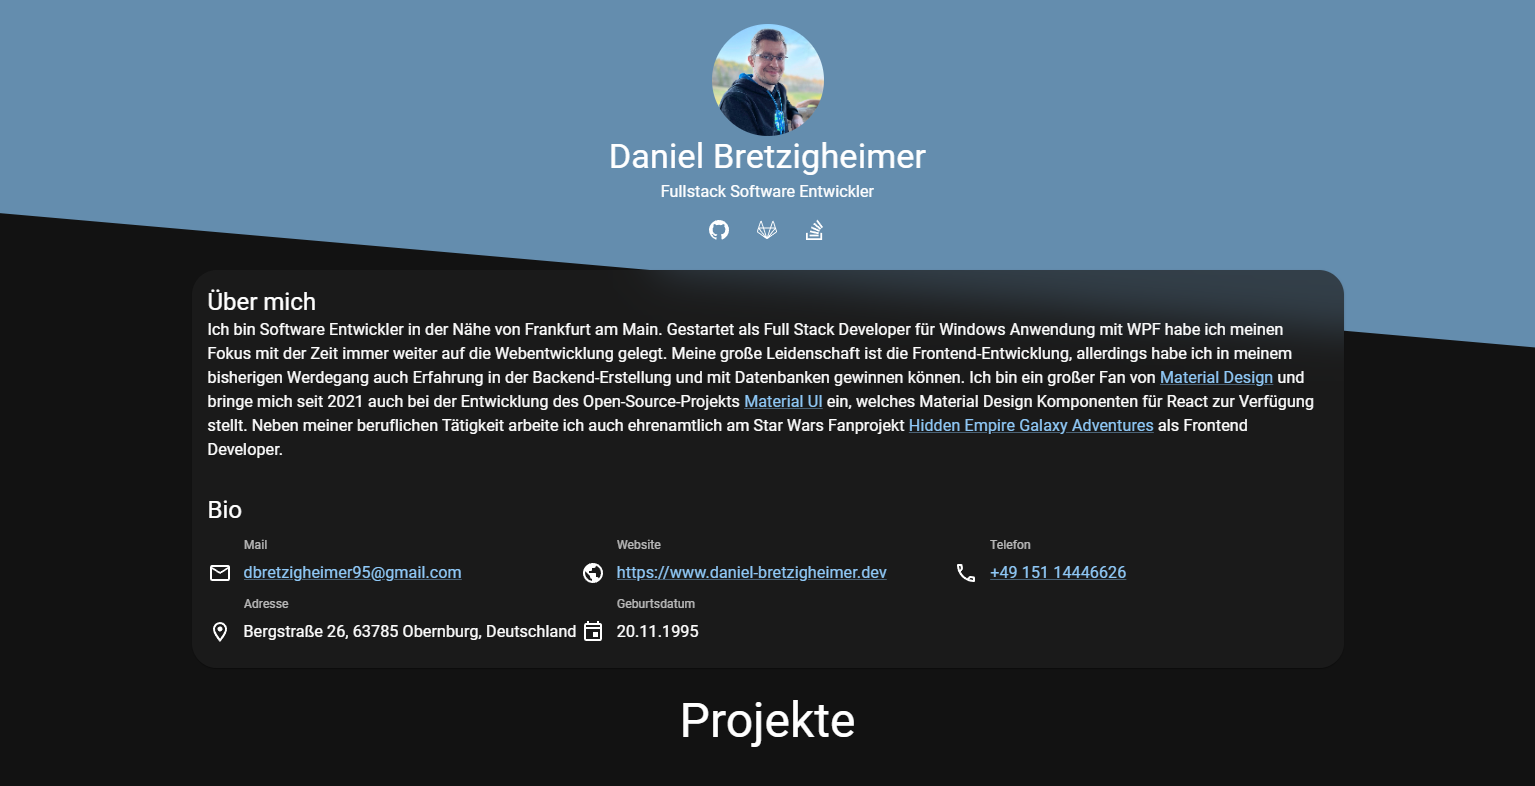 Daniel Bretzigheimer
Fullstack Software Entwickler
Über mich
Ich bin Software Entwickler in der Nähe von Frankfurt am Main. Gestartet als Full Stack Developer für Windows Anwendung mit WPF habe ich meinen
Fokus mit der Zeit immer weiter auf die Webentwicklung gelegt. Meine große Leidenschaft ist die Frontend-Entwicklung, allerdings habe ich in meinem
bisherigen Werdegang auch Erfahrung in der Backend-Erstellung und mit Datenbanken gewinnen können. Ich bin ein großer Fan von Material Design und
bringe mich seit 2021 auch bei der Entwicklung des Open-Source-Projekts Material UI ein, welches Material Design Komponenten für React zur Verfügung
stellt. Neben meiner beruflichen Tätigkeit arbeite ich auch ehrenamtlich am Star Wars Fanprojekt Hidden Empire Galaxy Adventures als Frontend
Developer.
Bio
Mail Website Telefon
dbretzigheimer95@gmail.com https://www.daniel-bretzigheimer.dev +49 151 14446626
Adresse Geburtsdatum
Bergstraße 26, 63785 Obernburg, Deutschland 20.11.1995
Projekte